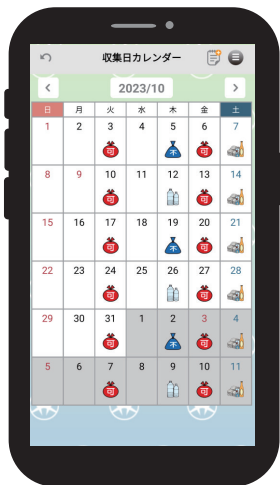 収集日カレンダー
2023/10
日 月 火 水 木 金 土
1 2 3 4 5 6 7
可 不 可
8 9 10 11 12 13 14
可 可
15 16 17 18 19 20 21
可 不 可
22 23 24 25 26 27 28
可 可
29 30 31 1 2 3 4
可 不 可
5 6 7 8 9 10 11
可 可